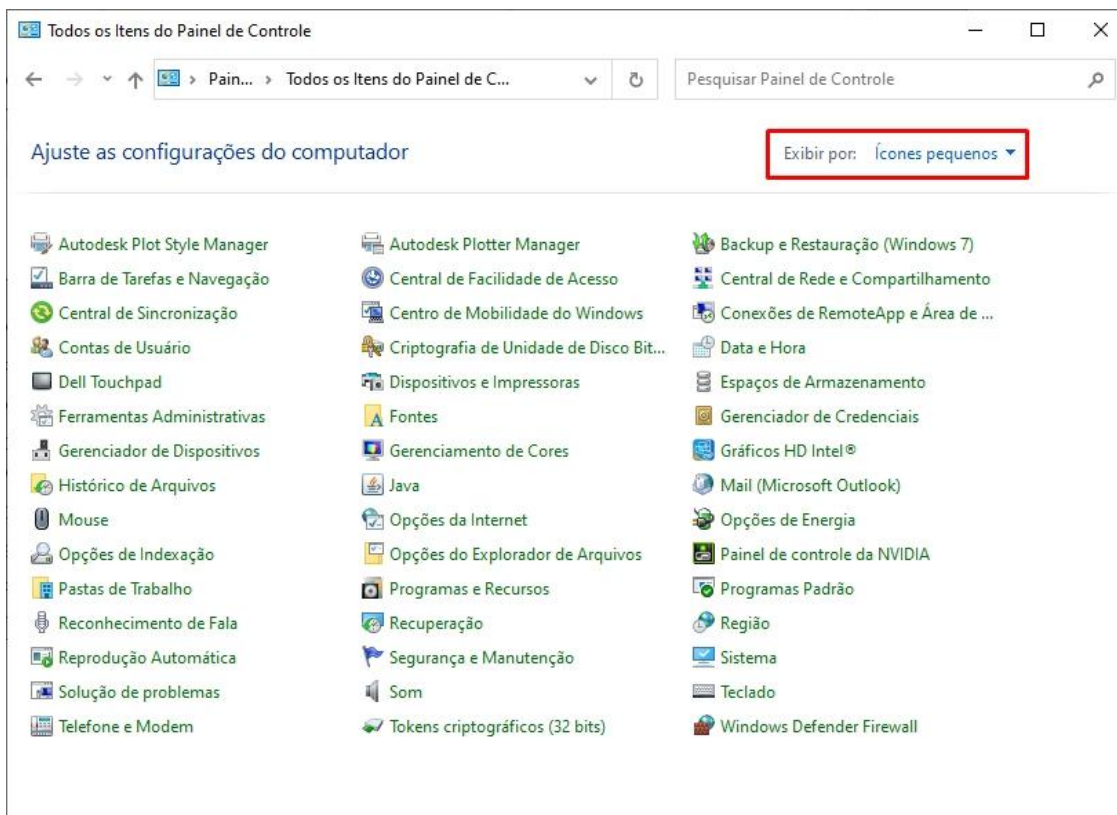 Todos os Itens do Painel de Controle
Pain... > Todos os Itens do Painel de C...
Pesquisar Painel de Controle
Ajuste as configurações do computador
Exibir por: Ícones pequenos
Autodesk Plot Style Manager
Autodesk Plotter Manager
Backup e Restauração (Windows 7)
Barra de Tarefas e Navegação
Central de Facilidade de Acesso
Central de Rede e Compartilhamento
Central de Sincronização
Centro de Mobilidade do Windows
Conexões de RemoteApp e Área de ...
Contas de Usuário
Criptografia de Unidade de Disco Bit...
Data e Hora
Dell Touchpad
Dispositivos e Impressoras
Espaços de Armazenamento
Ferramentas Administrativas
Fontes
Gerenciador de Credenciais
Gerenciador de Dispositivos
Gerenciamento de Cores
Gráficos HD Intel®
Histórico de Arquivos
Java
Mail (Microsoft Outlook)
Mouse
Opções da Internet
Opções de Energia
Opções de Indexação
Opções do Explorador de Arquivos
Painel de controle da NVIDIA
Pastas de Trabalho
Programas e Recursos
Programas Padrão
Reconhecimento de Fala
Recuperação
Região
Reprodução Automática
Segurança e Manutenção
Sistema
Solução de problemas
Som
Teclado
Telefone e Modem
Tokens criptográficos (32 bits)
Windows Defender Firewall